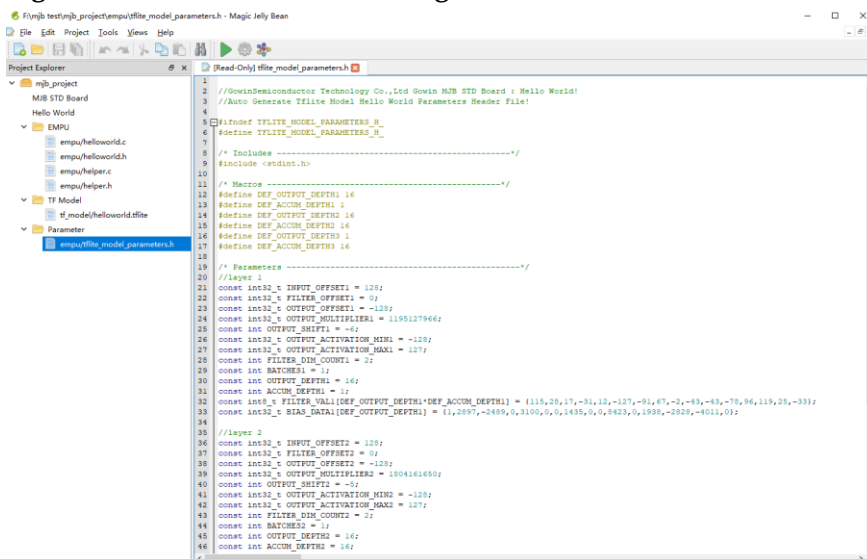 F:\mjb test\mjb_project\empu\tflite_model_parameters.h - Magic Jelly Bean
File Edit Project Tools Views Help
Project Explorer
[Read-Only] tflite_model_parameters.h
mjb_project
MJB STD Board
Hello World
EMPU
empu/helloworld.c
empu/helloworld.h
empu/helper.c
empu/helper.h
TF Model
tf_model/helloworld.tflite
Parameter
empu/tflite_model_parameters.h
1
2 //GowinSemiconductor Technology Co.,Ltd Gowin MJB STD Board : Hello World!
3 //Auto Generate Tflite Model Hello World Parameters Header File!
4
5 #ifndef TFLITE_MODEL_PARAMETERS_H_
6 #define TFLITE_MODEL_PARAMETERS_H_
7
8 /* Includes ------------------------------------------------*/
9 #include <stdint.h>
10
11 /* Macros ------------------------------------------------*/
12 #define DEF_OUTPUT_DEPTH1 16
13 #define DEF_ACCUM_DEPTH1 1
14 #define DEF_OUTPUT_DEPTH2 16
15 #define DEF_ACCUM_DEPTH2 16
16 #define DEF_OUTPUT_DEPTH3 1
17 #define DEF_ACCUM_DEPTH3 16
18
19 /* Parameters ------------------------------------------------*/
20 //layer 1
21 const int32_t INPUT_OFFSET1 = 128;
22 const int32_t FILTER_OFFSET1 = 0;
23 const int32_t OUTPUT_OFFSET1 = -128;
24 const int32_t OUTPUT_MULTIPLIER1 = 1195127966;
25 const int OUTPUT_SHIFT1 = -6;
26 const int32_t OUTPUT_ACTIVATION_MIN1 = -128;
27 const int32_t OUTPUT_ACTIVATION_MAX1 = 127;
28 const int FILTER_DIM_COUNT1 = 2;
29 const int BATCHES1 = 1;
30 const int OUTPUT_DEPTH1 = 16;
31 const int ACCUM_DEPTH1 = 1;
32 const int8_t FILTER_VAL1[DEF_OUTPUT_DEPTH1*DEF_ACCUM_DEPTH1] = {115,28,17,-31,12,-127,-91,67,-2,-43,-43,-78,96,119,25,-33};
33 const int32_t BIAS_DATA1[DEF_OUTPUT_DEPTH1] = {1,2897,-2489,0,3100,0,0,1435,0,0,8423,0,1938,-2828,-4011,0};
34
35 //layer 2
36 const int32_t INPUT_OFFSET2 = 128;
37 const int32_t FILTER_OFFSET2 = 0;
38 const int32_t OUTPUT_OFFSET2 = -128;
39 const int32_t OUTPUT_MULTIPLIER2 = 1804161650;
40 const int OUTPUT_SHIFT2 = -5;
41 const int32_t OUTPUT_ACTIVATION_MIN2 = -128;
42 const int32_t OUTPUT_ACTIVATION_MAX2 = 127;
43 const int FILTER_DIM_COUNT2 = 2;
44 const int BATCHES2 = 1;
45 const int OUTPUT_DEPTH2 = 16;
46 const int ACCUM_DEPTH2 = 16;